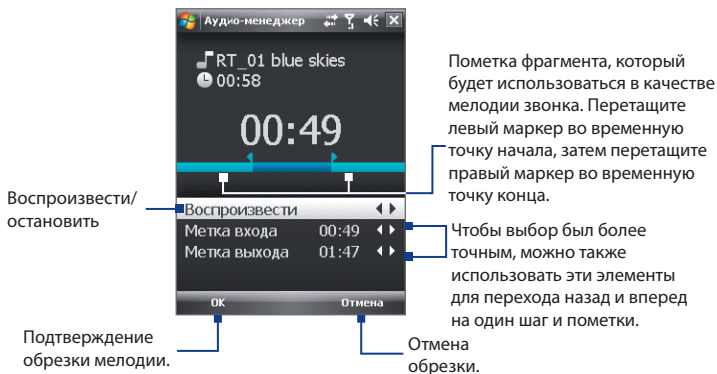 Аудио-менеджер
RT_01 blue skies
00:58
00:49
Воспроизвести
Метка входа 00:49
Метка выхода 01:47
OK Отмена
Пометка фрагмента, который
будет использоваться в качестве
мелодии звонка. Перетащите
левый маркер во временную
точку начала, затем перетащите
правый маркер во временную
точку конца.
Воспроизвести/
остановить
Чтобы выбор был более
точным, можно также
использовать эти элементы
для перехода назад и вперед
на один шаг и пометки.
Подтверждение
обрезки мелодии.
Отмена
обрезки.